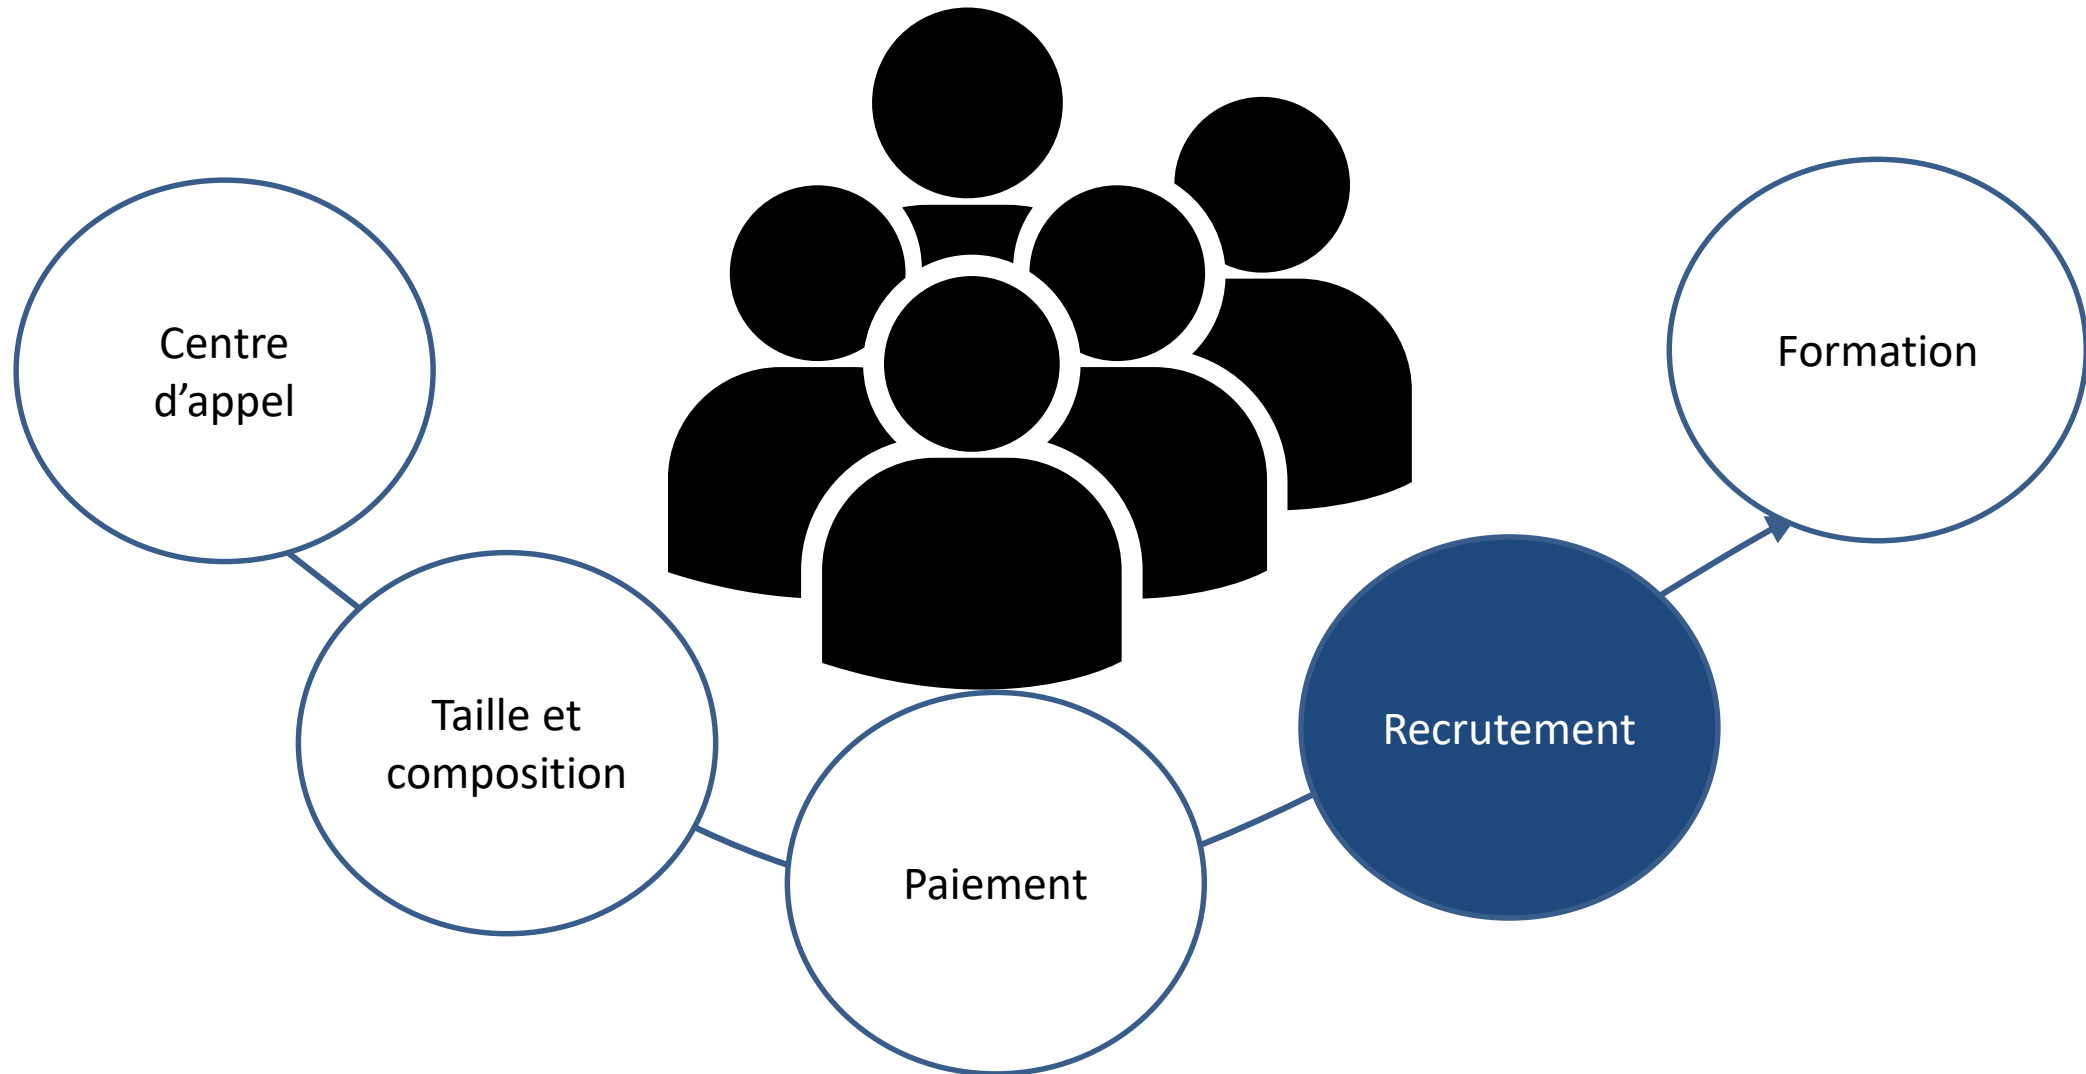 Centre
d’appel
Taille et
composition
Paiement
Recrutement
Formation